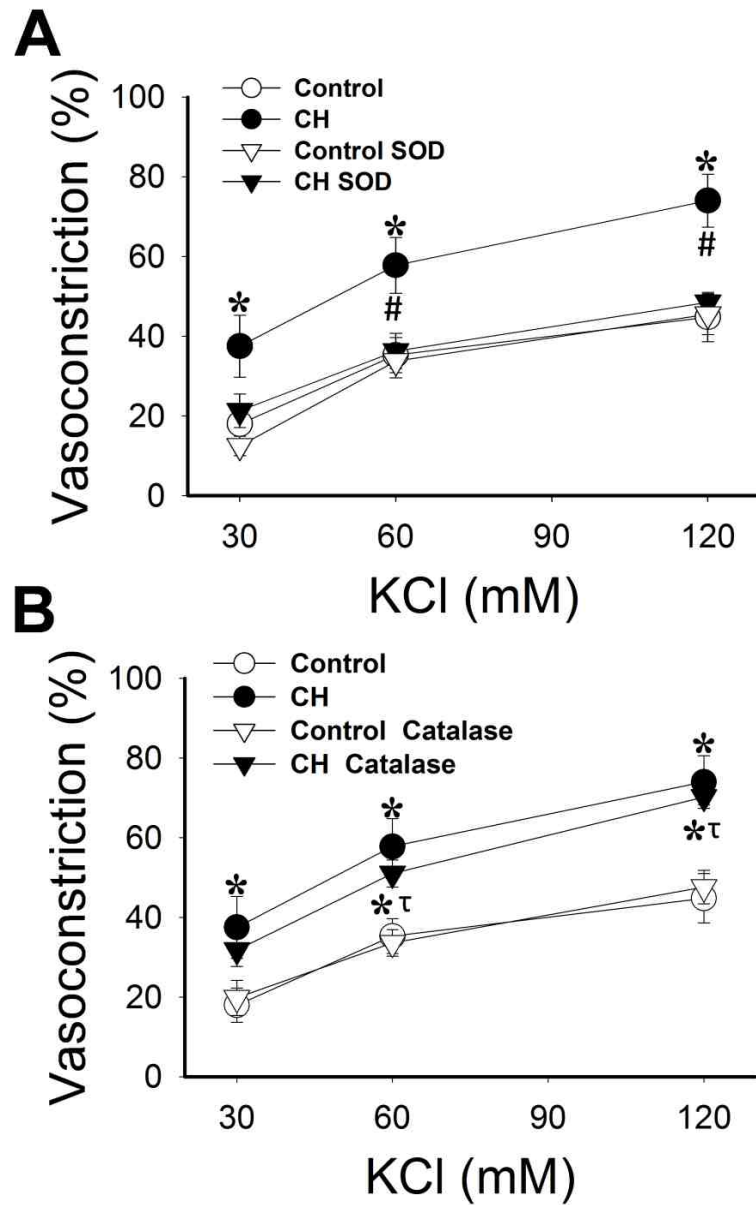 A
Vasoconstriction (%)
100
80
60
40
20
0
Control
CH
Control SOD
CH SOD
*
*
*
#
#
30
60
90
120
KCl (mM)
B
Vasoconstriction (%)
100
80
60
40
20
0
Control
CH
Control Catalase
CH Catalase
*
*
*
*τ
*τ
30
60
90
120
KCl (mM)